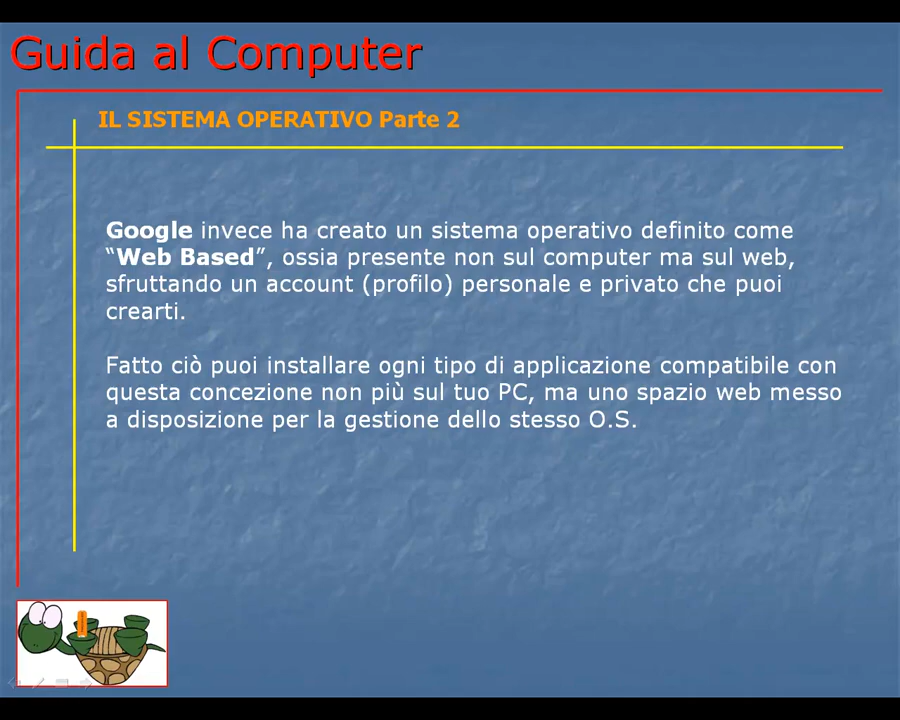 Guida al Computer
IL SISTEMA OPERATIVO Parte 2
Google invece ha creato un sistema operativo definito come
“Web Based”, ossia presente non sul computer ma sul web,
sfruttando un account (profilo) personale e privato che puoi
crearti.
Fatto ciò puoi installare ogni tipo di applicazione compatibile con
questa concezione non più sul tuo PC, ma uno spazio web messo
a disposizione per la gestione dello stesso O.S.